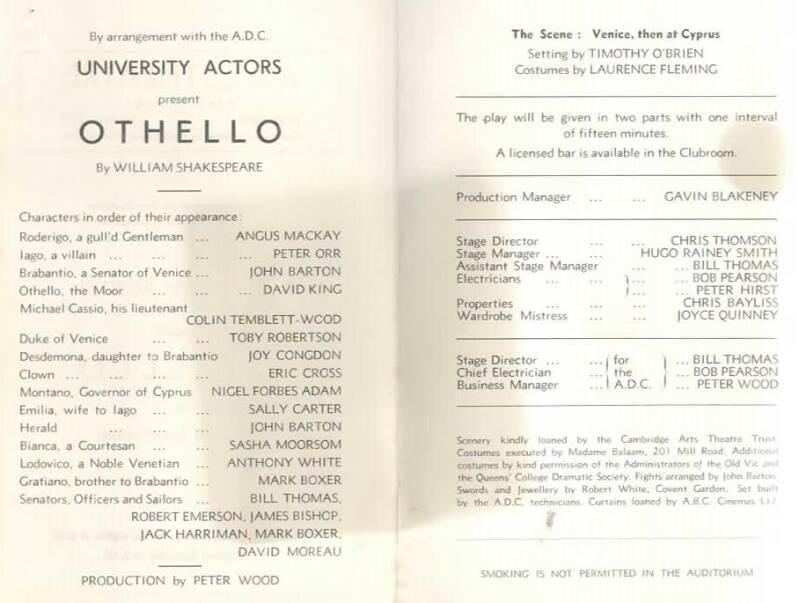 By arrangement with the A.D.C.
UNIVERSITY ACTORS
present
OTHELLO
By WILLIAM SHAKESPEARE
Characters in order of their appearance:
Roderigo, a gull'd Gentleman ... ANGUS MACKAY
Iago, a villain ... ... ... ... PETER ORR
Brabantio, a Senator of Venice ... JOHN BARTON
Othello, the Moor ... ... ... DAVID KING
Michael Cassio, his lieutenant
COLIN TEMBLETT-WOOD
Duke of Venice ... ... TOBY ROBERTSON
Desdemona, daughter to Brabantio JOY CONGDON
Clown ... ... ... ... ERIC CROSS
Montano, Governor of Cyprus NIGEL FORBES ADAM
Emilia, wife to Iago ... ... SALLY CARTER
Herald ... ... ... JOHN BARTON
Bianca, a Courtesan ... ... SASHA MOORSOM
Lodovico, a Noble Venetian ... ANTHONY WHITE
Gratiano, brother to Brabantio ... MARK BOXER
Senators, Officers and Sailors ... BILL THOMAS,
ROBERT EMERSON, JAMES BISHOP,
JACK HARRIMAN, MARK BOXER,
DAVID MOREAU
PRODUCTION by PETER WOOD
The Scene : Venice, then at Cyprus
Setting by TIMOTHY O'BRIEN
Costumes by LAURENCE FLEMING
The play will be given in two parts with one interval
of fifteen minutes.
A licensed bar is available in the Clubroom.
Production Manager ... ... GAVIN BLAKENEY
Stage Director ... ... CHRIS THOMSON
Stage Manager ... ... HUGO RAINEY SMITH
Assistant Stage Manager ... ... BILL THOMAS
Electricians ... ... } ... ... BOB PEARSON
} ... ... PETER HIRST
Properties ... ... ... CHRIS BAYLISS
Wardrobe Mistress ... ... JOYCE QUINNEY
Stage Director ... ... ( for ) ... BILL THOMAS
Chief Electrician ... ( the ) ... BOB PEARSON
Business Manager ... ( A.D.C. ) ... PETER WOOD
Scenery kindly loaned by the Cambridge Arts Theatre Trust.
Costumes executed by Madame Balaam, 201 Mill Road. Additional
costumes by kind permission of the Administrators of the Old Vic and
the Queens' College Dramatic Society. Fights arranged by John Barton.
Swords and Jewellery by Robert White, Covent Garden. Set built
by the A.D.C. technicians. Curtains loaned by A.B.C. Cinemas Ltd.
SMOKING IS NOT PERMITTED IN THE AUDITORIUM